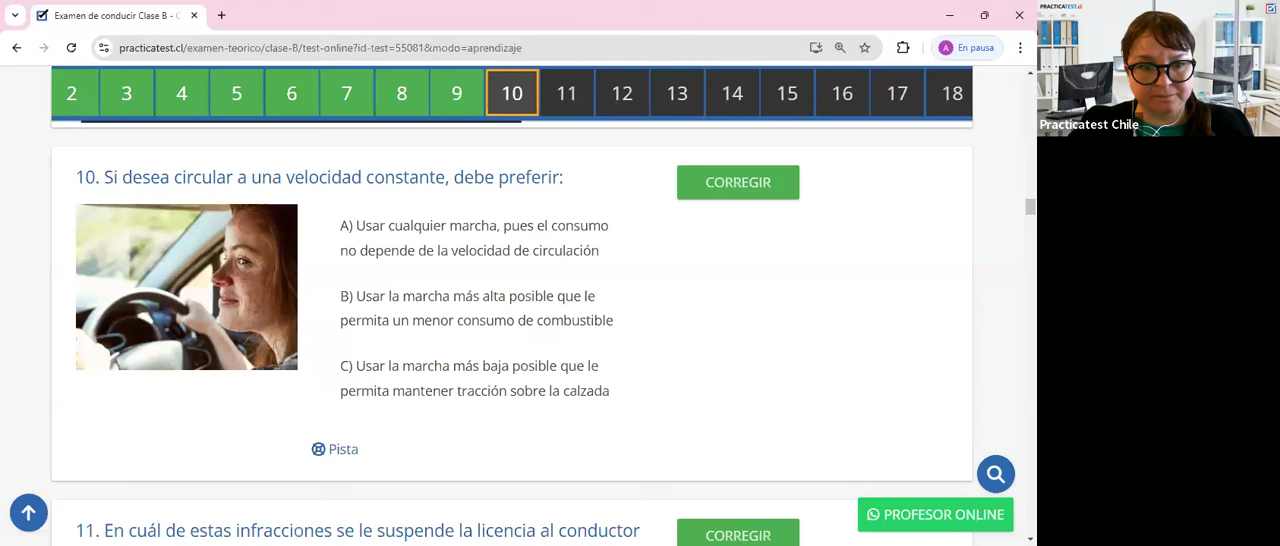 Examen de conducir Clase B - C
practicatest.cl/examen-teorico/clase-B/test-online?id-test=55081&modo=aprendizaje
A En pausa
2 3 4 5 6 7 8 9 10 11 12 13 14 15 16 17 18
10. Si desea circular a una velocidad constante, debe preferir:
CORREGIR
A) Usar cualquier marcha, pues el consumo
no depende de la velocidad de circulación
B) Usar la marcha más alta posible que le
permita un menor consumo de combustible
C) Usar la marcha más baja posible que le
permita mantener tracción sobre la calzada
Pista
PROFESOR ONLINE
11. En cuál de estas infracciones se le suspende la licencia al conductor
CORREGIR
PRACTICATEST.cl
Practicatest Chile